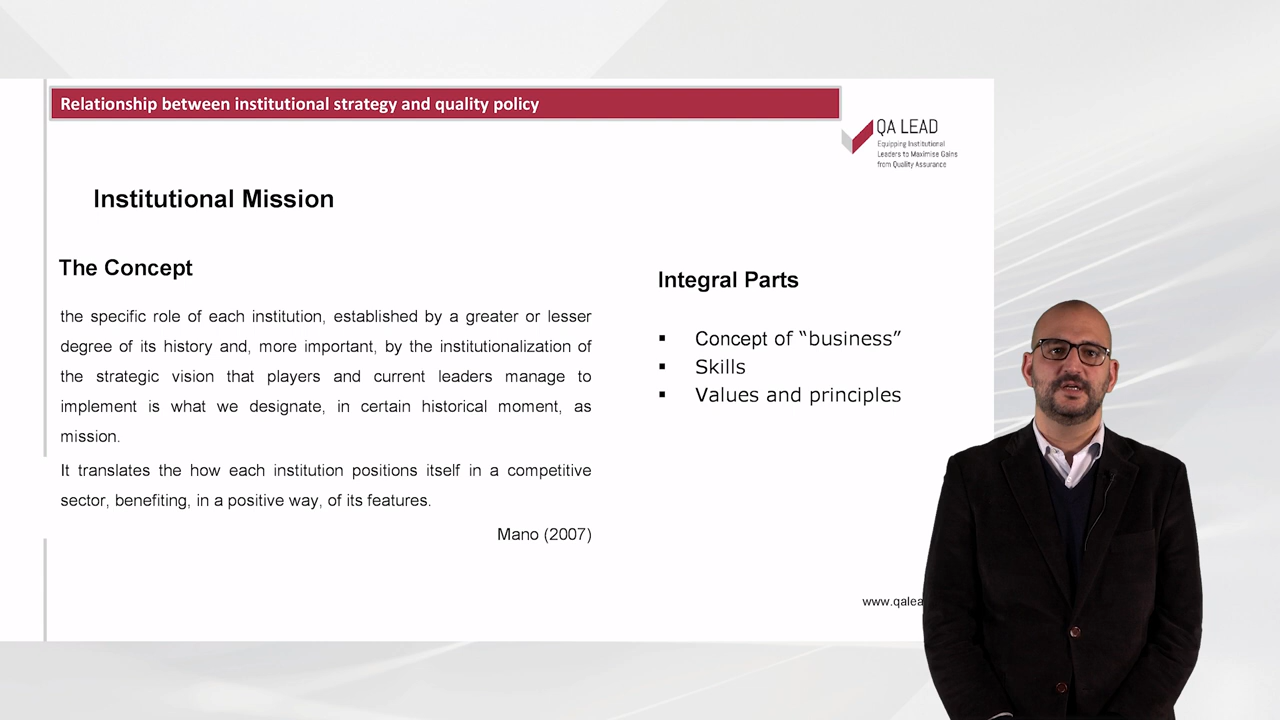 Relationship between institutional strategy and quality policy
QA LEAD
Equipping Institutional
Leaders to Maximise Gains
from Quality Assurance
Institutional Mission
The Concept
the specific role of each institution, established by a greater or lesser
degree of its history and, more important, by the institutionalization of
the strategic vision that players and current leaders manage to
implement is what we designate, in certain historical moment, as
mission.
It translates the how each institution positions itself in a competitive
sector, benefiting, in a positive way, of its features.
Mano (2007)
Integral Parts
▪ Concept of “business”
▪ Skills
▪ Values and principles